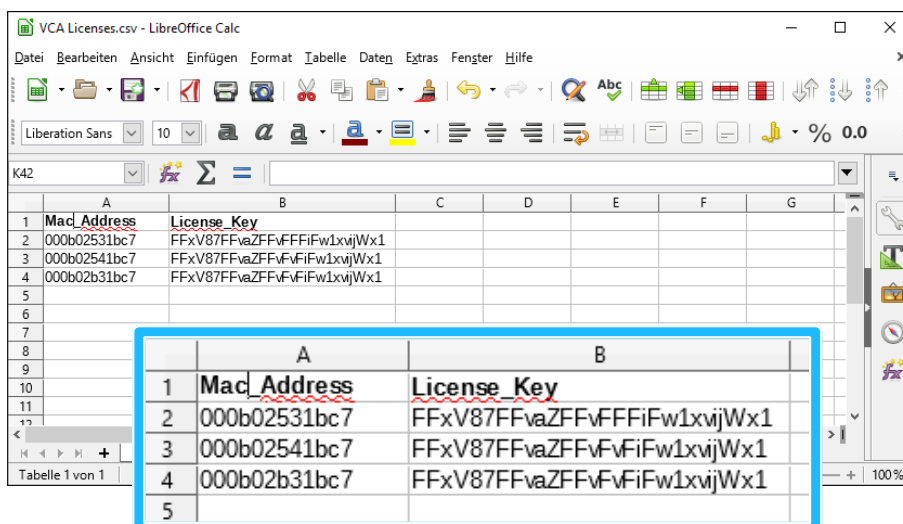 VCA Licenses.csv - LibreOffice Calc
Datei Bearbeiten Ansicht Einfügen Format Tabelle Daten Extras Fenster Hilfe
Abc
Liberation Sans 10 a a a a % 0.0
K42
A B C D E F G
1 Mac_Address License_Key
2 000b02531bc7 FFxV87FFvaZFFvFFFiFw1xvijWx1
3 000b02541bc7 FFxV87FFvaZFFvFvFiFw1xvijWx1
4 000b02b31bc7 FFxV87FFvaZFFvFvFiFw1xvijWx1
5
6
7
8
9
10
11
12
Tabelle 1 von 1
100%
A B
1 Mac_Address License_Key
2 000b02531bc7 FFxV87FFvaZFFvFFFiFw1xvijWx1
3 000b02541bc7 FFxV87FFvaZFFvFvFiFw1xvijWx1
4 000b02b31bc7 FFxV87FFvaZFFvFvFiFw1xvijWx1
5